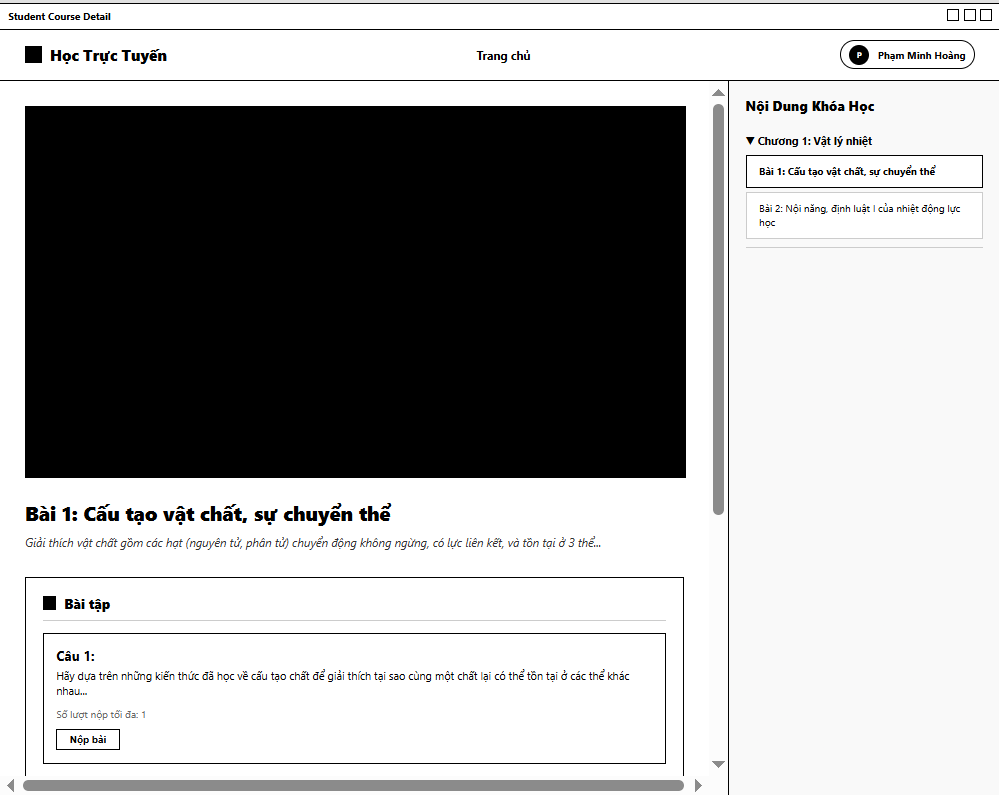 Student Course Detail
Học Trực Tuyến
Trang chủ
P
Phạm Minh Hoàng
Bài 1: Cấu tạo vật chất, sự chuyển thể
Giải thích vật chất gồm các hạt (nguyên tử, phân tử) chuyển động không ngừng, có lực liên kết, và tồn tại ở 3 thể...
Bài tập
Câu 1:
Hãy dựa trên những kiến thức đã học về cấu tạo chất để giải thích tại sao cùng một chất lại có thể tồn tại ở các thể khác
nhau...
Số lượt nộp tối đa: 1
Nộp bài
Nội Dung Khóa Học
▼ Chương 1: Vật lý nhiệt
Bài 1: Cấu tạo vật chất, sự chuyển thể
Bài 2: Nội năng, định luật I của nhiệt động lực
học